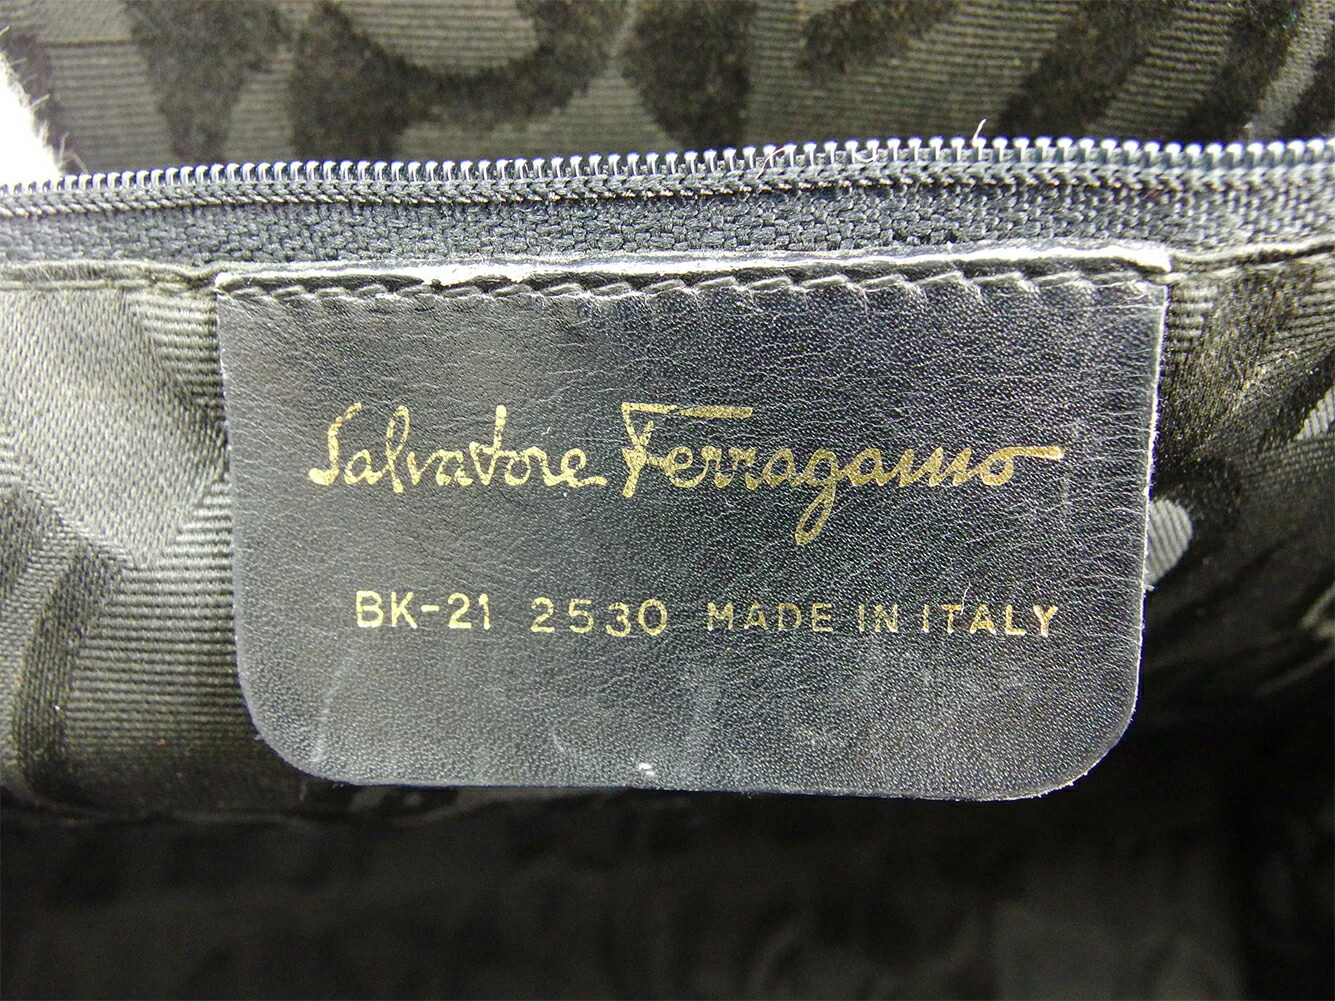 Salvatore Ferragamo
BK-21 2530 MADE IN ITALY